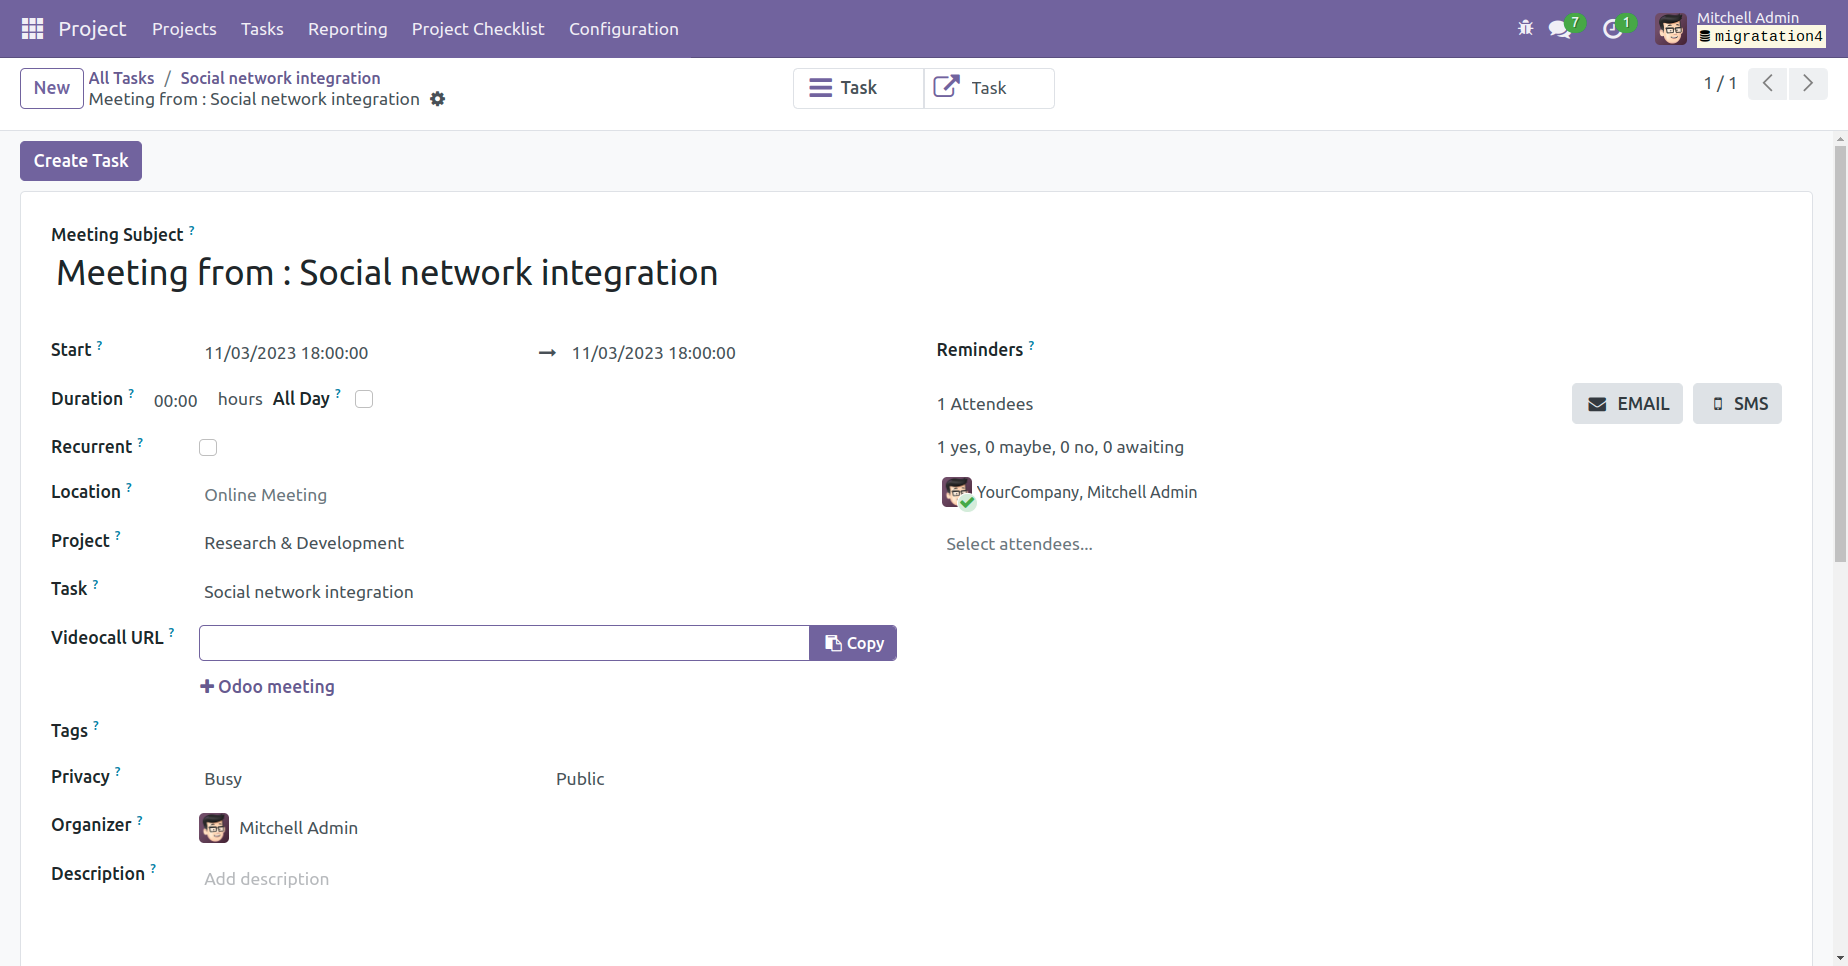 Project Projects Tasks Reporting Project Checklist Configuration 7 1 Mitchell Admin
migratation4
New All Tasks / Social network integration
Meeting from : Social network integration
Task Task 1 / 1
Create Task
Meeting Subject ?
Meeting from : Social network integration
Start ? 11/03/2023 18:00:00 → 11/03/2023 18:00:00
Duration ? 00:00 hours All Day ?
Recurrent ?
Location ? Online Meeting
Project ? Research & Development
Task ? Social network integration
Videocall URL ? Copy
+ Odoo meeting
Tags ?
Privacy ? Busy Public
Organizer ? Mitchell Admin
Description ? Add description
Reminders ?
1 Attendees EMAIL SMS
1 yes, 0 maybe, 0 no, 0 awaiting
YourCompany, Mitchell Admin
Select attendees...